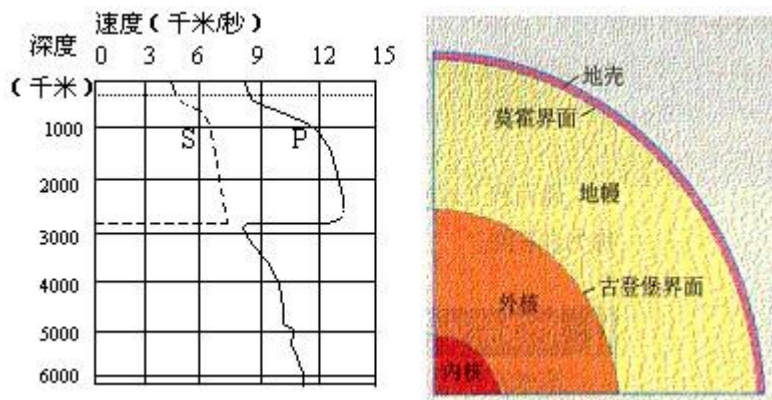 速度（千米/秒）
深度
（千米）
0 3 6 9 12 15
1000
2000
3000
4000
5000
6000
S
P
地壳
莫霍界面
地幔
古登堡界面
外核
内核